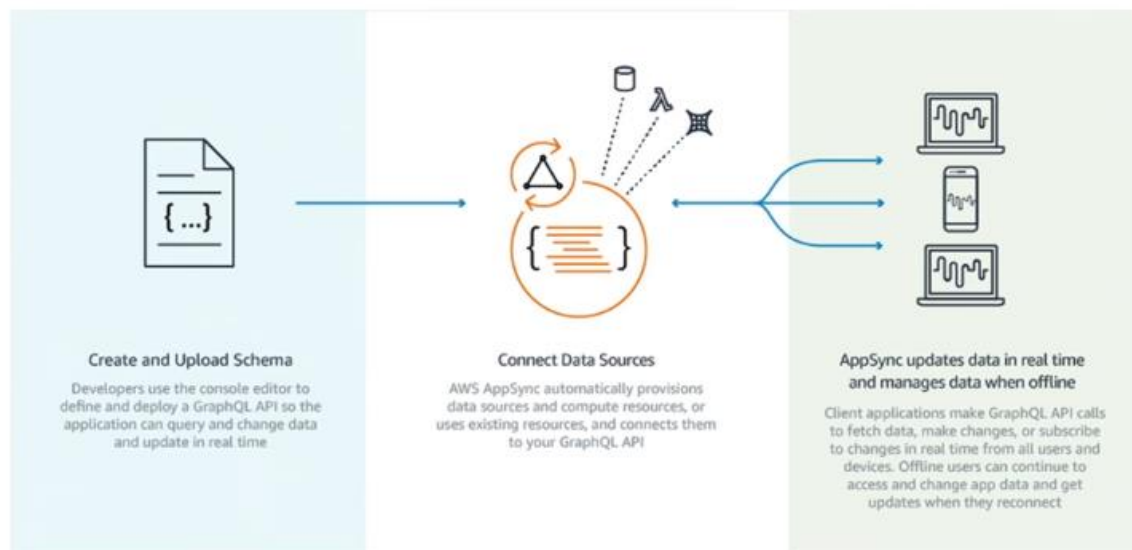 { ... }
λ
{ }
Create and Upload Schema
Developers use the console editor to
define and deploy a GraphQL API so the
application can query and change data
and update in real time
Connect Data Sources
AWS AppSync automatically provisions
data sources and compute resources, or
uses existing resources, and connects them
to your GraphQL API
AppSync updates data in real time
and manages data when offline
Client applications make GraphQL API calls
to fetch data, make changes, or subscribe
to changes in real time from all users and
devices. Offline users can continue to
access and change app data and get
updates when they reconnect